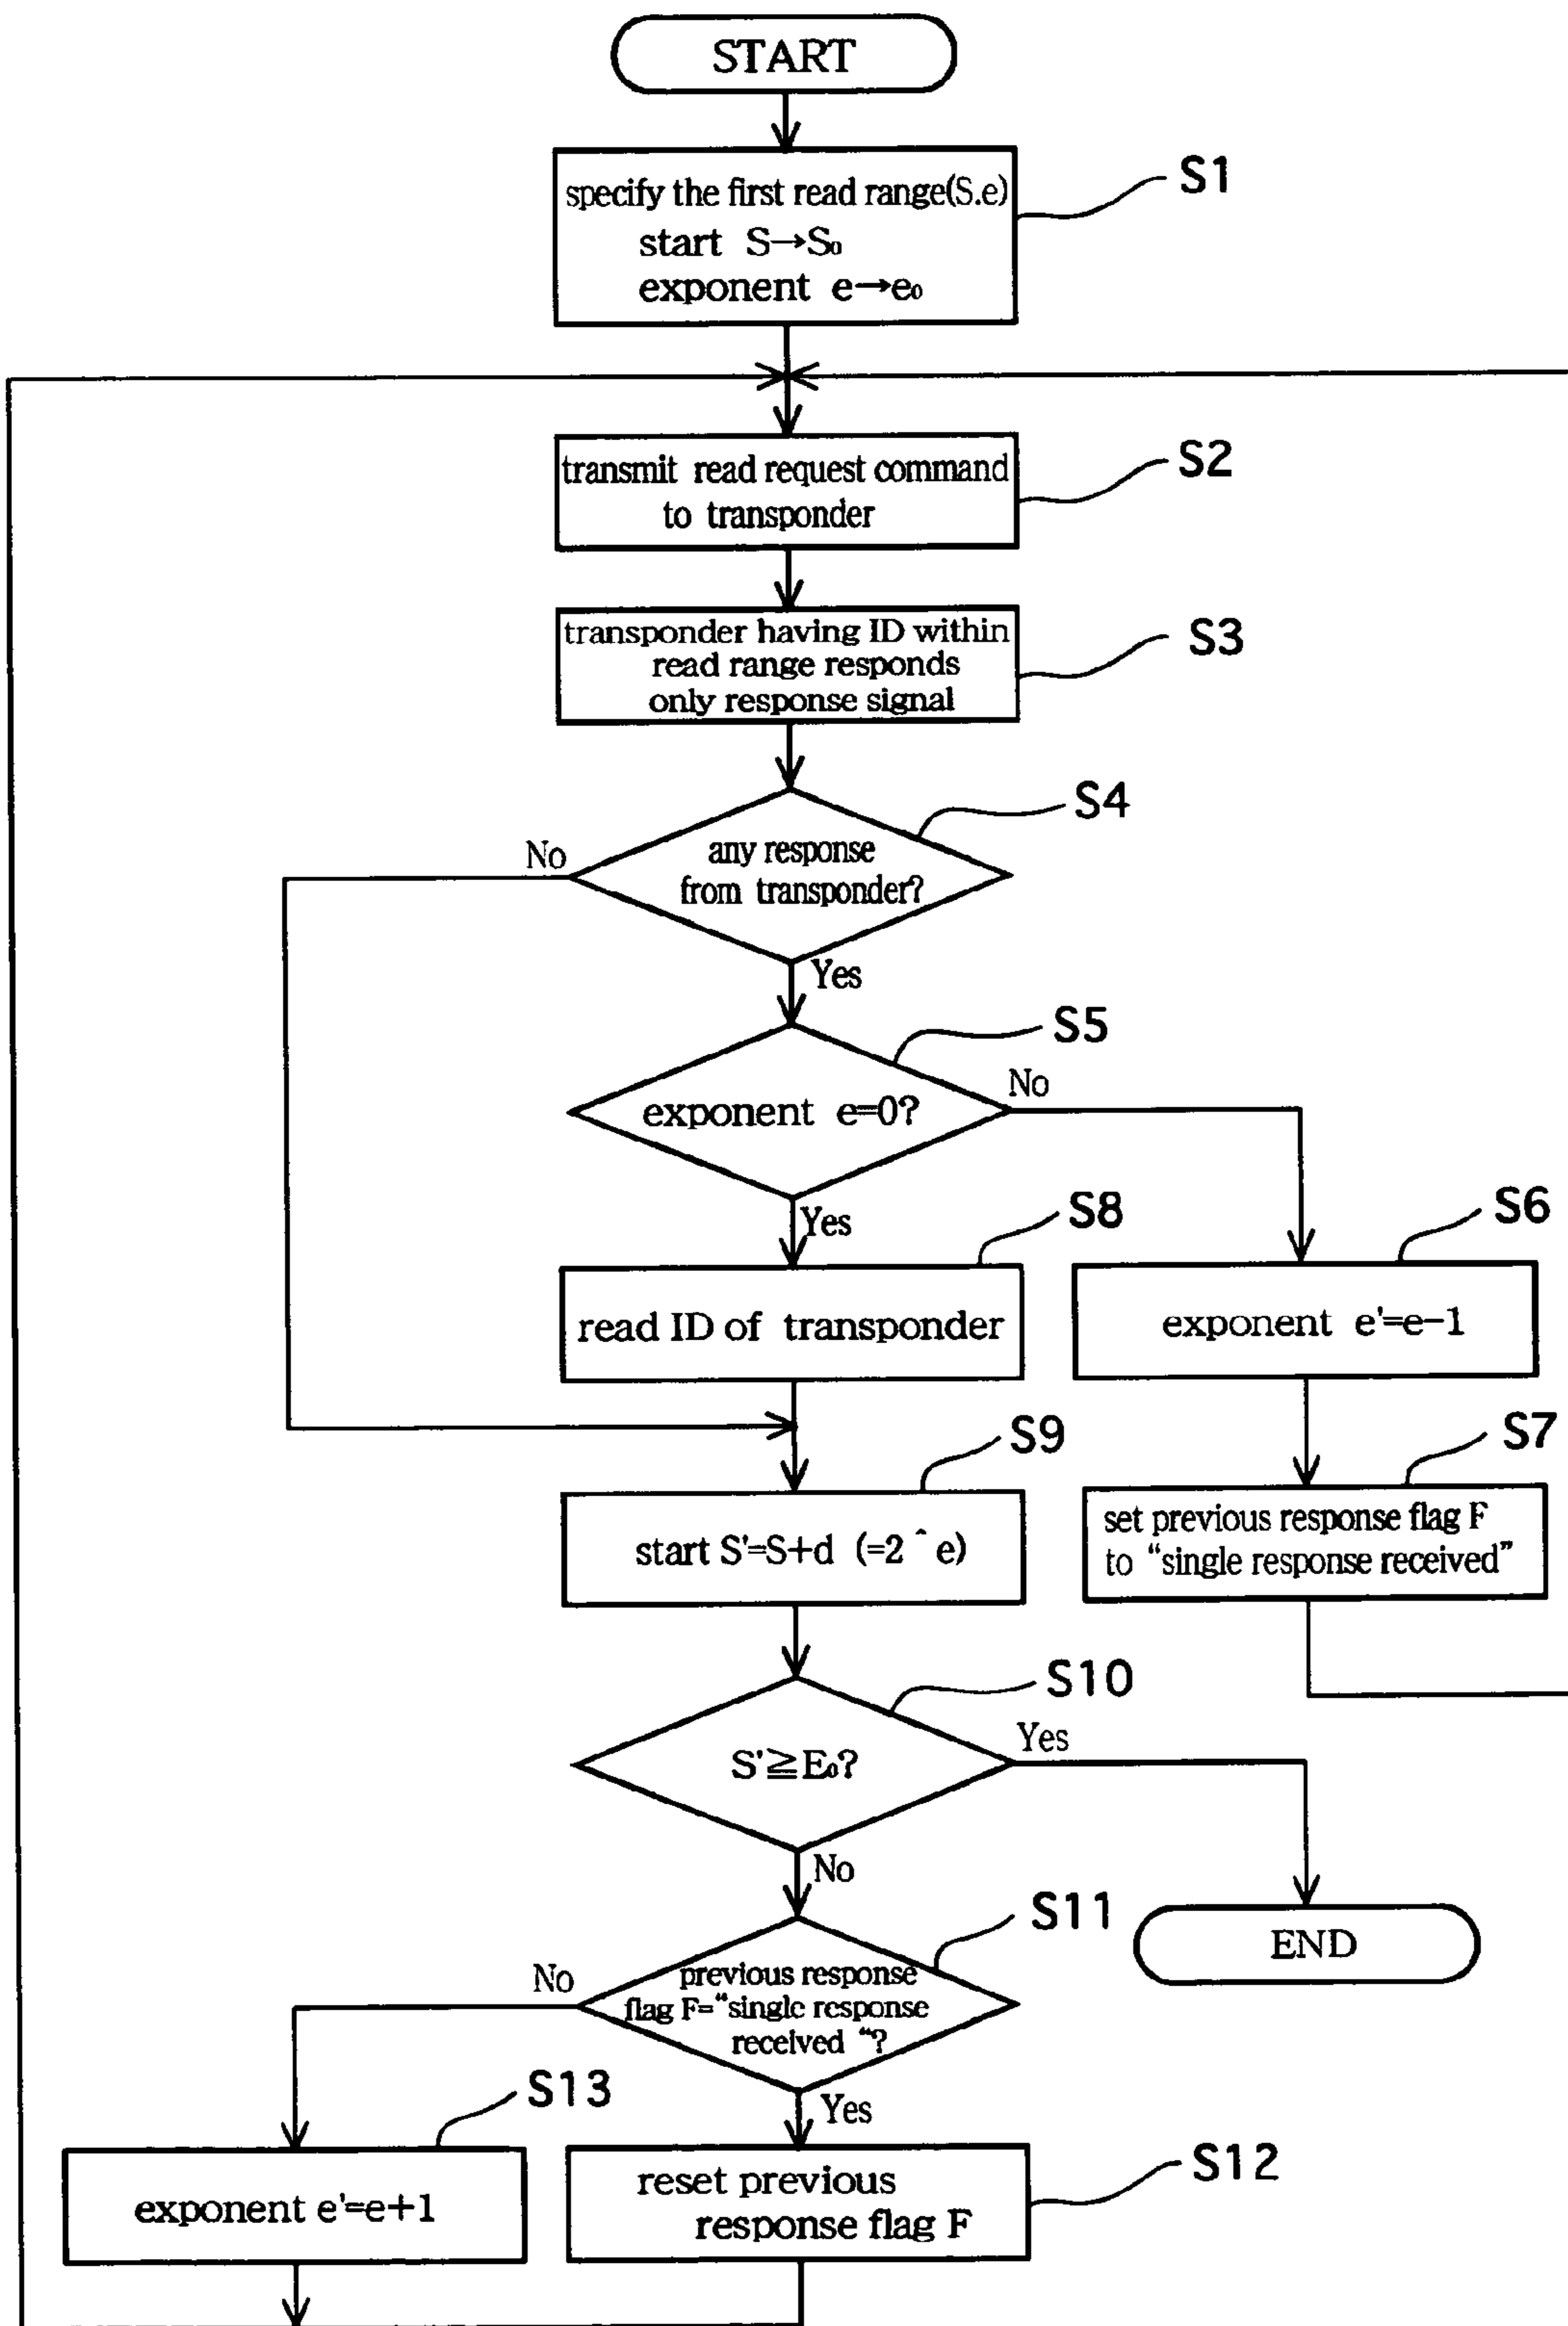 START
specify the first read range(S.e)
start S→S₀
exponent e→e₀
S1
transmit read request command
to transponder
S2
transponder having ID within
read range responds
only response signal
S3
any response
from transponder?
S4
No
Yes
exponent e=0?
S5
No
Yes
read ID of transponder
S8
exponent e'=e-1
S6
start S'=S+d (=2 ^ e)
S9
set previous response flag F
to “single response received”
S7
S'≧E₀?
S10
Yes
No
END
previous response
flag F=“single response
received “?
S11
No
Yes
exponent e'=e+1
S13
reset previous
response flag F
S12